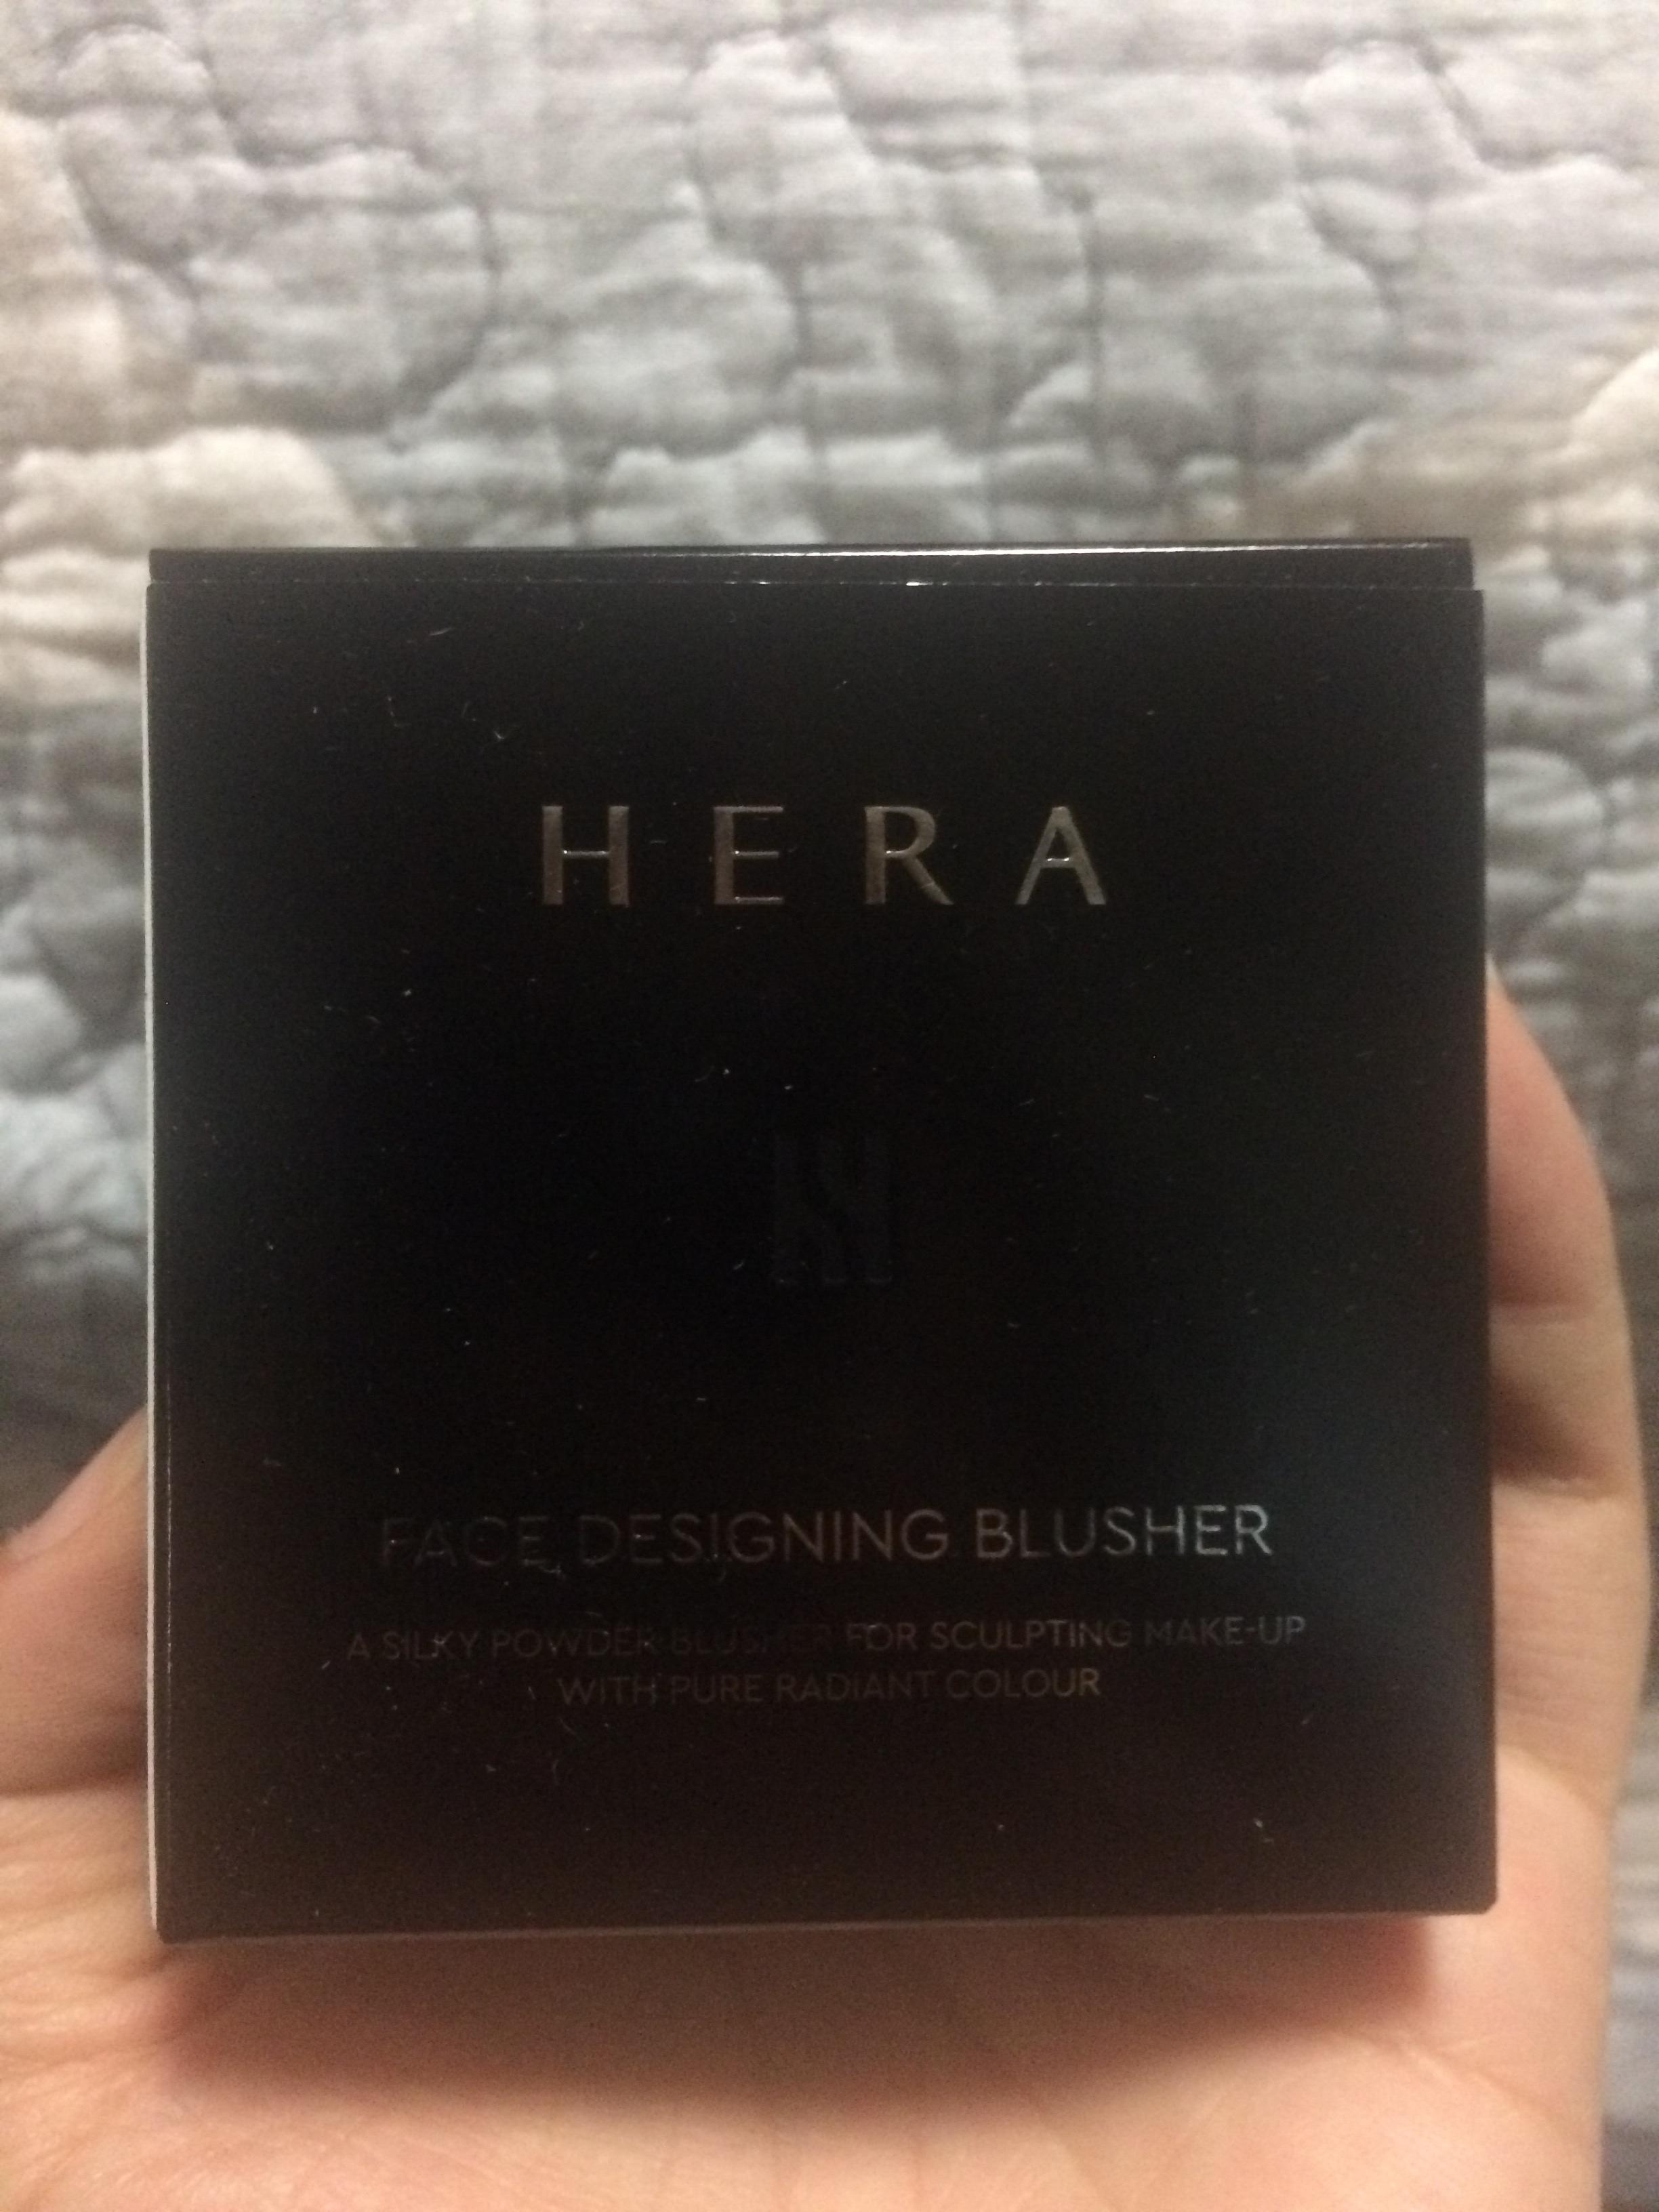 HERA
FACE DESIGNING BLUSHER
A SILKY POWDER BLUSHER FOR SCULPTING MAKE-UP
WITH PURE RADIANT COLOUR